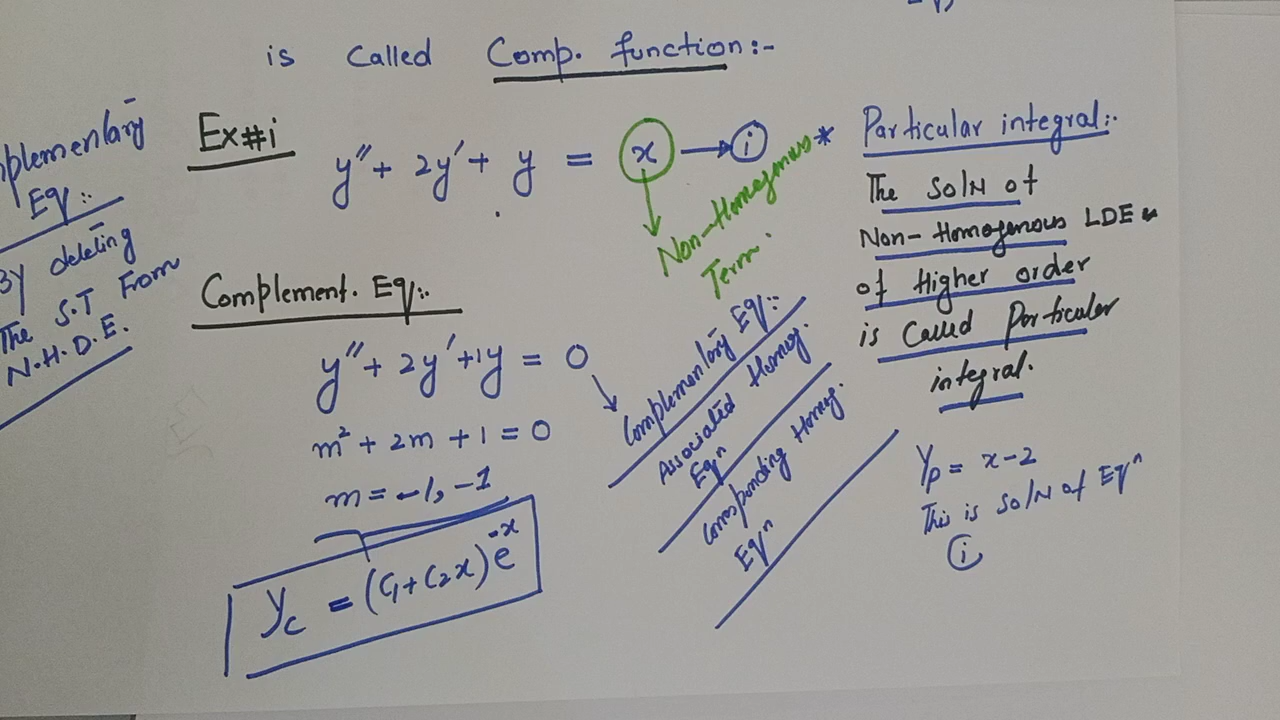 is Called Comp. function:-
plementary
Eq::
By deleting
The S.T From
N.H.D.E.
Ex#i
y″ + 2y′ + y = x → i
Non-Homogenous *
Term.
Complement. Eq::
y″ + 2y′ + 1y = 0
m² + 2m + 1 = 0
m = -1, -1
Yc = (C1 + C2x) e^-x
Complementary Eq::
Associated Homog.
Eqn
Corresponding Homog.
Eqn
Particular integral::
The SolN of
Non-Homogenous LDE
of Higher order
is Called Particular
integral.
Yp = x-2
This is SolN of Eqn
i